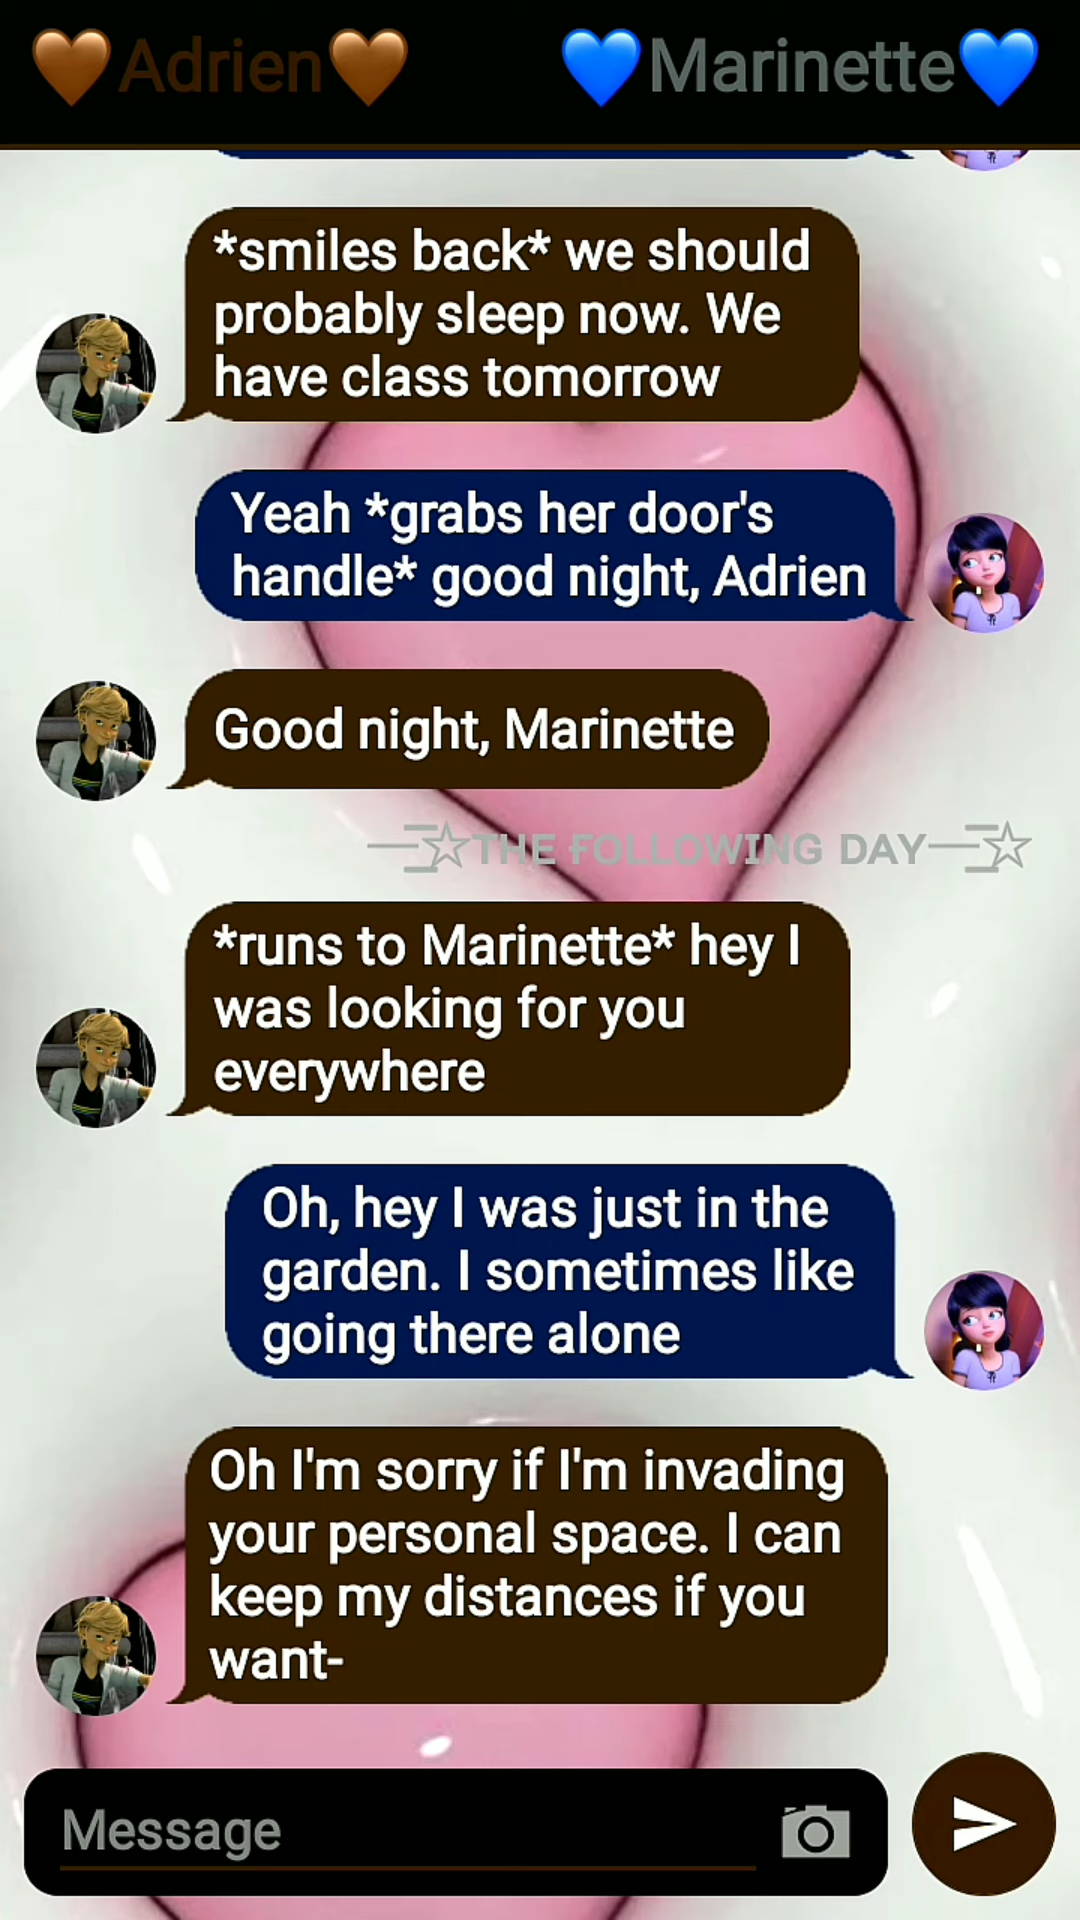 🤎Adrien🤎 💙Marinette💙
*smiles back* we should
probably sleep now. We
have class tomorrow
Yeah *grabs her door's
handle* good night, Adrien
Good night, Marinette
—͟͟͞͞☆THE FOLLOWING DAY—͟͟͞͞☆
*runs to Marinette* hey I
was looking for you
everywhere
Oh, hey I was just in the
garden. I sometimes like
going there alone
Oh I'm sorry if I'm invading
your personal space. I can
keep my distances if you
want-
Message